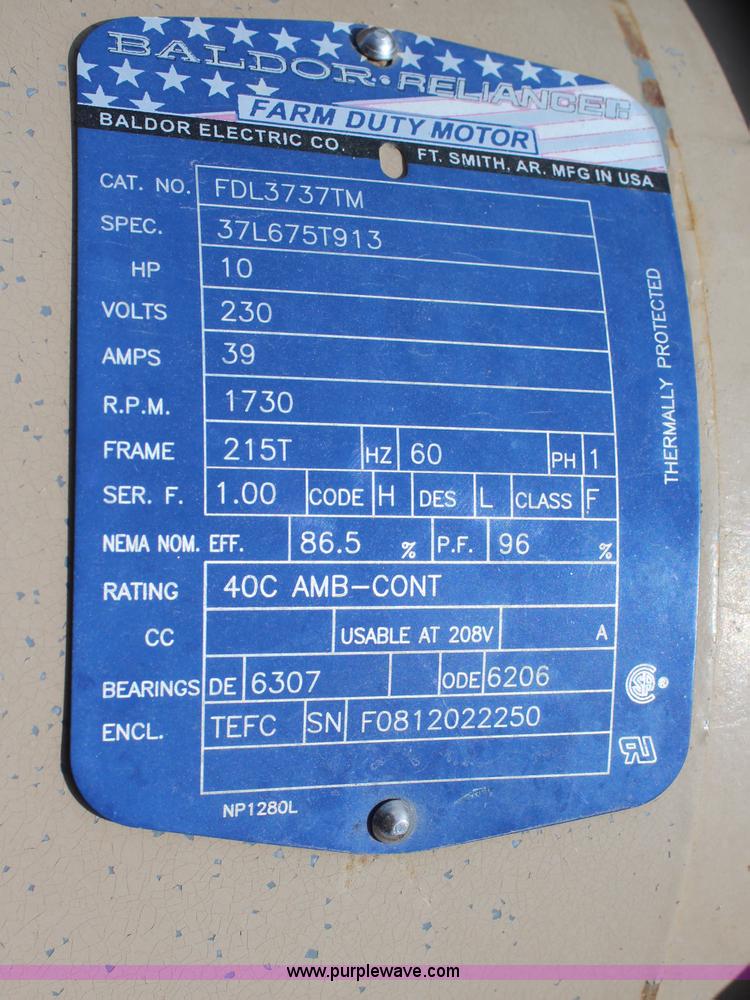 BALDOR • RELIANCER
FARM DUTY MOTOR
BALDOR ELECTRIC CO. FT. SMITH, AR. MFG IN USA
CAT. NO. FDL3737TM
SPEC. 37L675T913
HP 10
VOLTS 230
AMPS 39
R.P.M. 1730
FRAME 215T HZ 60 PH 1
SER. F. 1.00 CODE H DES L CLASS F
NEMA NOM. EFF. 86.5 % P.F. 96 %
RATING 40C AMB-CONT
CC USABLE AT 208V A
BEARINGS DE 6307 ODE 6206
ENCL. TEFC SN F0812022250
NP1280L
THERMALLY PROTECTED
www.purplewave.com